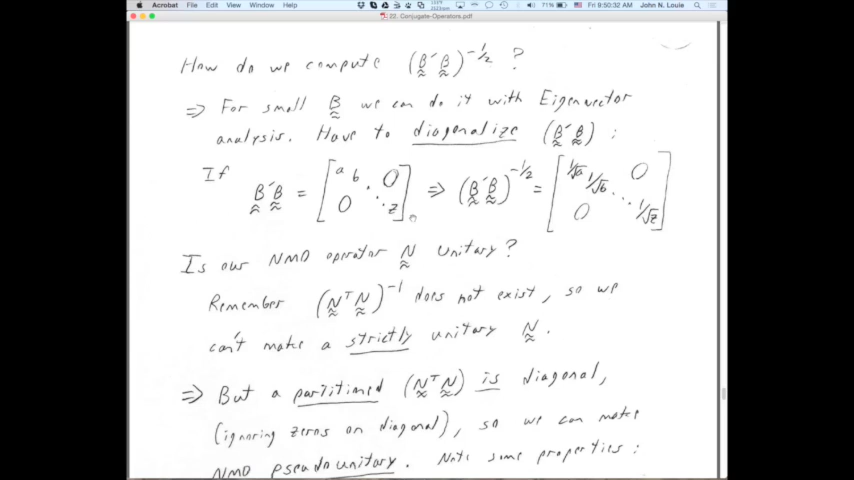 Acrobat File Edit View Window Help 71% Fri 9:50:32 AM John N. Louie
22. Conjugate-Operators.pdf
How do we compute (B′ B)^-1/2 ?
⇒ For small B we can do it with Eigenvector
analysis. Have to diagonalize (B′ B) :
If B′ B = [a b . 0 0 ⋱ z] ⇒ (B′ B)^-1/2 = [1/√a 1/√b 0 0 ⋱ 1/√z]
Is our NMO operator N unitary?
Remember (N^T N)^-1 does not exist, so we
can't make a strictly unitary N.
⇒ But a partitimed (N^T N) is diagonal,
(ignoring zeros on diagonal), so we can make
NMO pseudounitary. Note some properties: